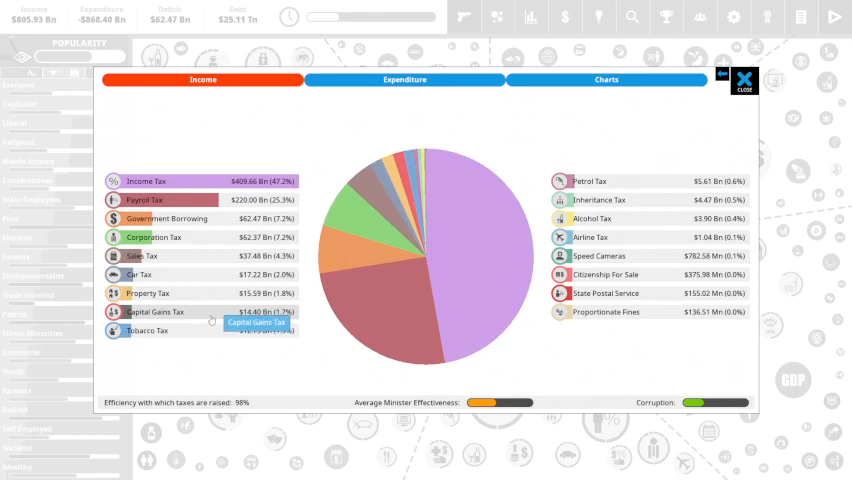 Income Expenditure Deficit Debt
$805.93 Bn -$868.40 Bn $62.47 Bn $25.11 Tn
POPULARITY
Everyone
Capitalist
Liberal
Religious
Middle Income
Conservatives
State Employees
Poor
Motorist
Parents
Environmentalist
Trade Unionist
Patriot
Ethnic Minorities
Commuter
Youth
Farmers
Retired
Self Employed
Socialist
Wealthy
Income Expenditure Charts
CLOSE
Income Tax $409.66 Bn (47.2%)
Payroll Tax $220.00 Bn (25.3%)
Government Borrowing $62.47 Bn (7.2%)
Corporation Tax $62.37 Bn (7.2%)
Sales Tax $37.48 Bn (4.3%)
Car Tax $17.22 Bn (2.0%)
Property Tax $15.59 Bn (1.8%)
Capital Gains Tax $14.40 Bn (1.7%)
Capital Gains Tax
Tobacco Tax
Petrol Tax $5.61 Bn (0.6%)
Inheritance Tax $4.47 Bn (0.5%)
Alcohol Tax $3.90 Bn (0.4%)
Airline Tax $1.04 Bn (0.1%)
Speed Cameras $782.58 Mn (0.1%)
Citizenship For Sale $375.98 Mn (0.0%)
State Postal Service $155.02 Mn (0.0%)
Proportionate Fines $136.51 Mn (0.0%)
Efficiency with which taxes are raised: 98% Average Minister Effectiveness: Corruption:
GDP